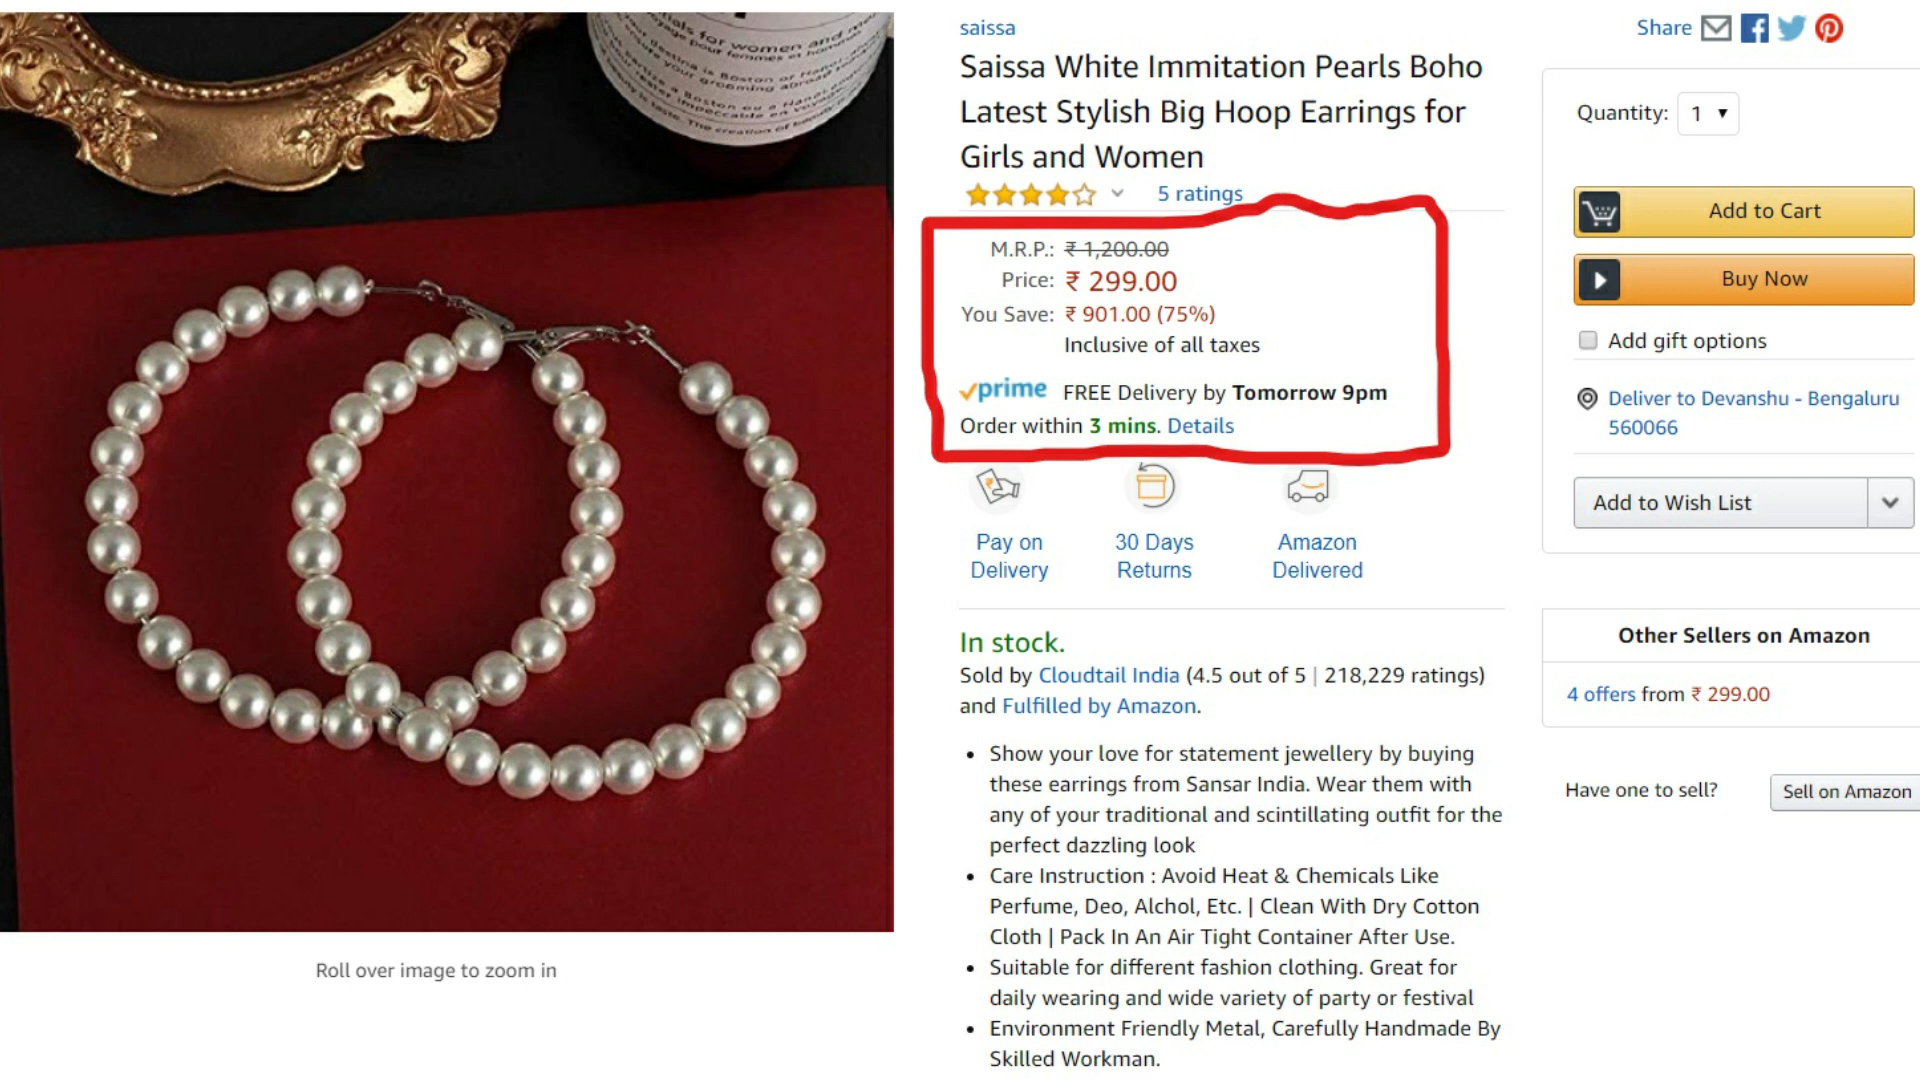 ials for women and m
voyage pour femmes et hommes
saissa
Saissa White Immitation Pearls Boho
Latest Stylish Big Hoop Earrings for
Girls and Women
5 ratings
M.R.P.: ₹ 1,200.00
Price: ₹ 299.00
You Save: ₹ 901.00 (75%)
Inclusive of all taxes
prime FREE Delivery by Tomorrow 9pm
Order within 3 mins. Details
Pay on
Delivery
30 Days
Returns
Amazon
Delivered
In stock.
Sold by Cloudtail India (4.5 out of 5 | 218,229 ratings)
and Fulfilled by Amazon.
• Show your love for statement jewellery by buying
these earrings from Sansar India. Wear them with
any of your traditional and scintillating outfit for the
perfect dazzling look
• Care Instruction : Avoid Heat & Chemicals Like
Perfume, Deo, Alchol, Etc. | Clean With Dry Cotton
Cloth | Pack In An Air Tight Container After Use.
• Suitable for different fashion clothing. Great for
daily wearing and wide variety of party or festival
• Environment Friendly Metal, Carefully Handmade By
Skilled Workman.
Share
Quantity: 1
Add to Cart
Buy Now
Add gift options
Deliver to Devanshu - Bengaluru
560066
Add to Wish List
Other Sellers on Amazon
4 offers from ₹ 299.00
Have one to sell?
Sell on Amazon
Roll over image to zoom in